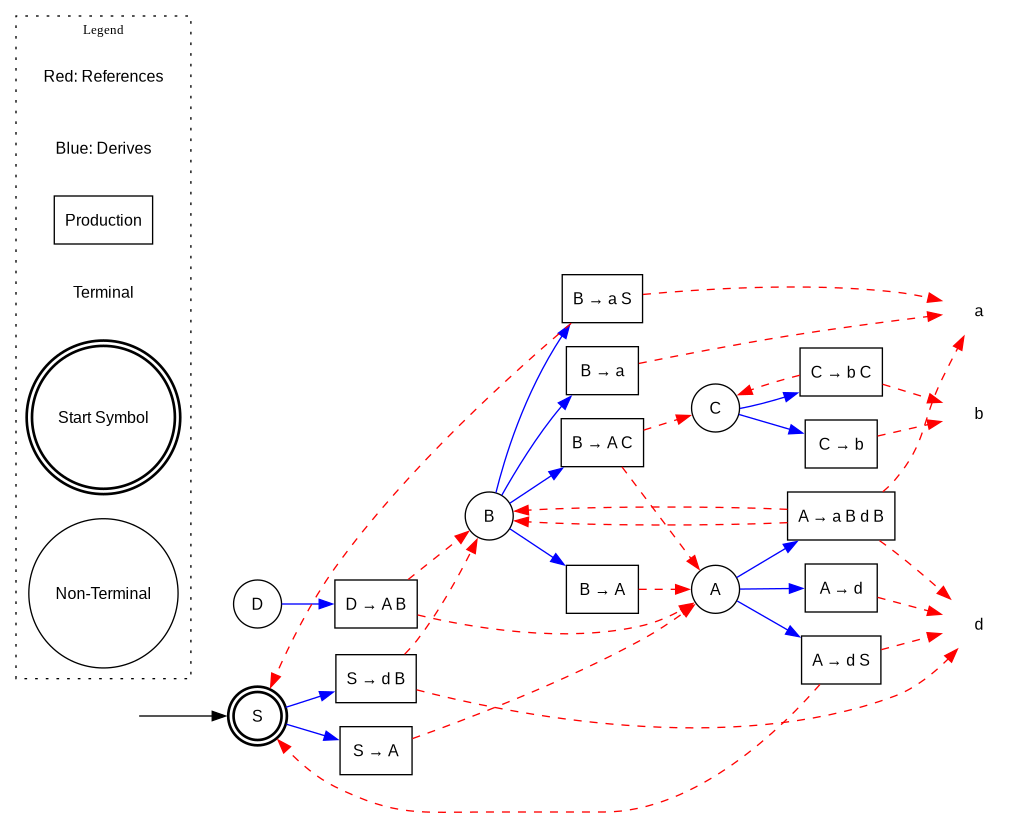 Legend
Red: References
Blue: Derives
Production
Terminal
Start Symbol
Non-Terminal
B → a S
a
B → a
C → b C
C
b
B → A C
C → b
B
A → a B d B
B → A
A
A → d
D
D → A B
d
A → d S
S → d B
S
S → A